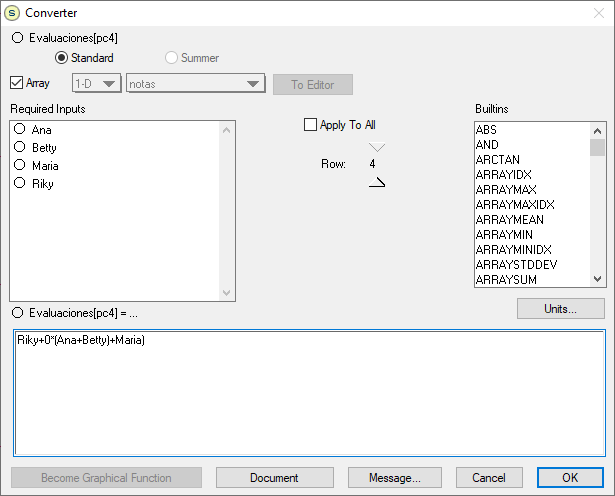 S Converter
Evaluaciones[pc4]
Standard Summer
Array 1-D notas To Editor
Required Inputs
Ana
Betty
Maria
Riky
Apply To All
Row: 4
Builtins
ABS
AND
ARCTAN
ARRAYIDX
ARRAYMAX
ARRAYMAXIDX
ARRAYMEAN
ARRAYMIN
ARRAYMINIDX
ARRAYSTDDEV
ARRAYSUM
Units...
Evaluaciones[pc4] = ...
Riky+0*(Ana+Betty)+Maria)
Become Graphical Function Document Message... Cancel OK